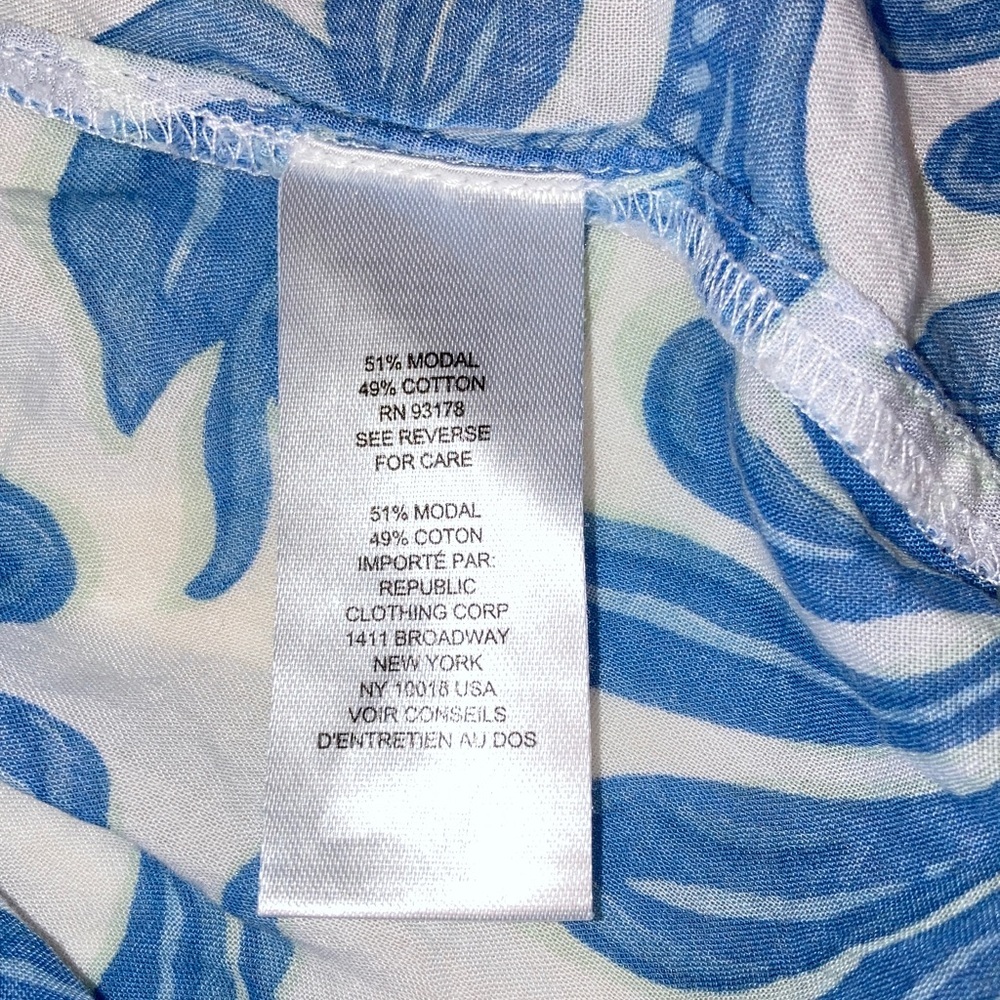 51% MODAL
49% COTTON
RN 93178
SEE REVERSE
FOR CARE
51% MODAL
49% COTON
IMPORTÉ PAR:
REPUBLIC
CLOTHING CORP
1411 BROADWAY
NEW YORK
NY 10018 USA
VOIR CONSEILS
D'ENTRETIEN AU DOS